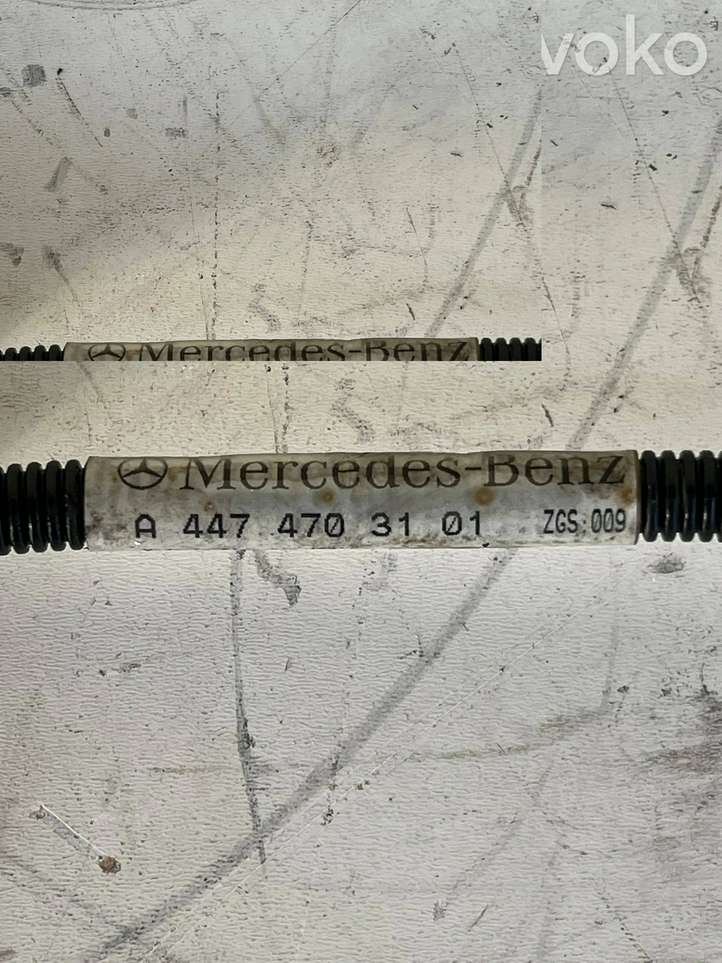 voko
Mercedes-Benz
Mercedes-Benz
A 447 470 31 01 ZGS:009